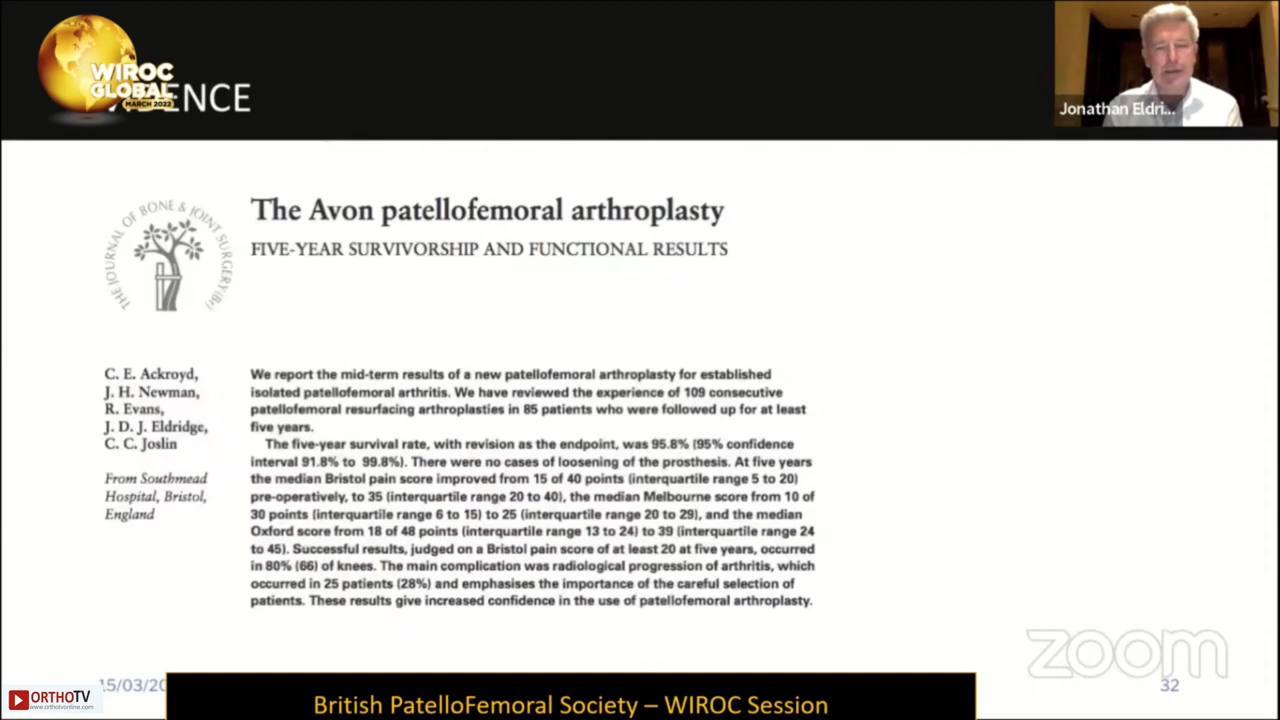 WIROC
GLOBAL
MARCH 2022
ENCE
Jonathan Eldri...
THE JOURNAL OF BONE & JOINT SURGERY (Br)
The Avon patellofemoral arthroplasty
FIVE-YEAR SURVIVORSHIP AND FUNCTIONAL RESULTS
C. E. Ackroyd,
J. H. Newman,
R. Evans,
J. D. J. Eldridge,
C. C. Joslin
From Southmead
Hospital, Bristol,
England
We report the mid-term results of a new patellofemoral arthroplasty for established
isolated patellofemoral arthritis. We have reviewed the experience of 109 consecutive
patellofemoral resurfacing arthroplasties in 85 patients who were followed up for at least
five years.
The five-year survival rate, with revision as the endpoint, was 95.8% (95% confidence
interval 91.8% to 99.8%). There were no cases of loosening of the prosthesis. At five years
the median Bristol pain score improved from 15 of 40 points (interquartile range 5 to 20)
pre-operatively, to 35 (interquartile range 20 to 40), the median Melbourne score from 10 of
30 points (interquartile range 6 to 15) to 25 (interquartile range 20 to 29), and the median
Oxford score from 18 of 48 points (interquartile range 13 to 24) to 39 (interquartile range 24
to 45). Successful results, judged on a Bristol pain score of at least 20 at five years, occurred
in 80% (66) of knees. The main complication was radiological progression of arthritis, which
occurred in 25 patients (28%) and emphasises the importance of the careful selection of
patients. These results give increased confidence in the use of patellofemoral arthroplasty.
zoom
15/03/20
32
ORTHOTV
www.orthotvonline.com
British PatelloFemoral Society – WIROC Session